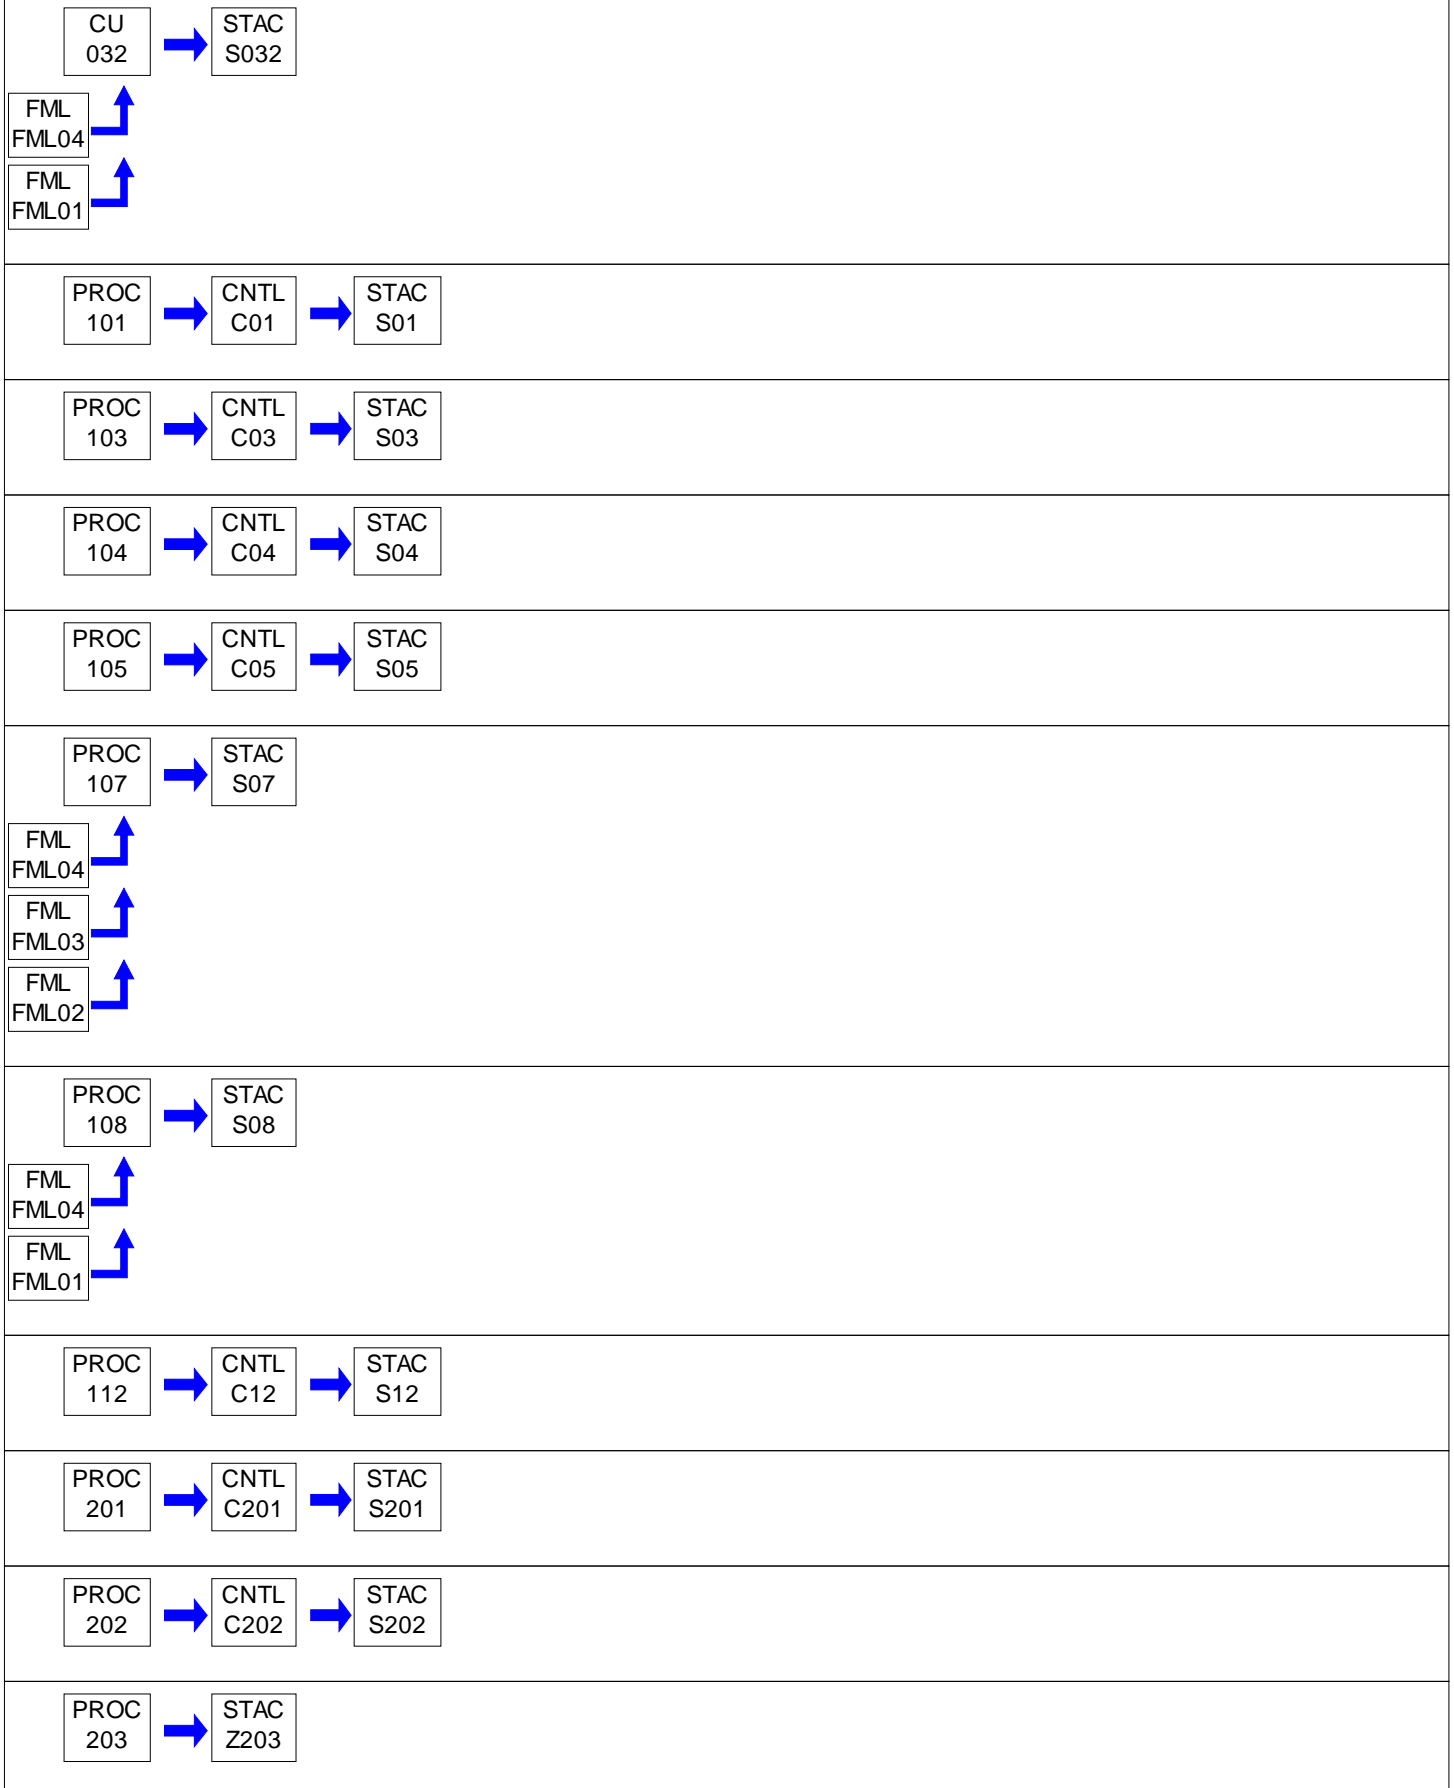 CU
032
STAC
S032
FML
FML04
FML
FML01
PROC
101
CNTL
C01
STAC
S01
PROC
103
CNTL
C03
STAC
S03
PROC
104
CNTL
C04
STAC
S04
PROC
105
CNTL
C05
STAC
S05
PROC
107
STAC
S07
FML
FML04
FML
FML03
FML
FML02
PROC
108
STAC
S08
FML
FML04
FML
FML01
PROC
112
CNTL
C12
STAC
S12
PROC
201
CNTL
C201
STAC
S201
PROC
202
CNTL
C202
STAC
S202
PROC
203
STAC
Z203